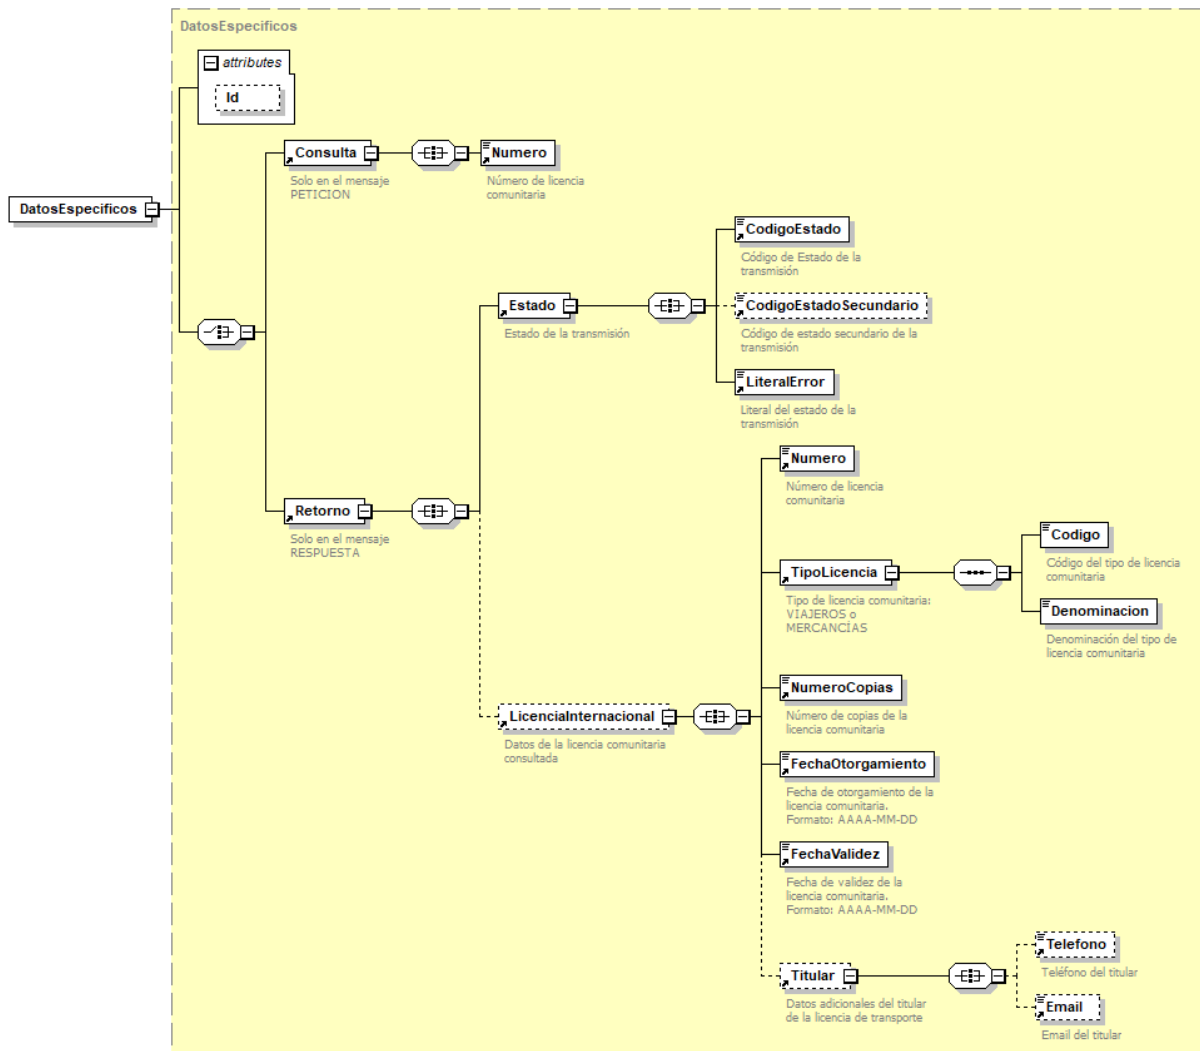 DatosEspecificos
attributes
Id
Consulta
Solo en el mensaje
PETICION
Numero
Número de licencia
comunitaria
DatosEspecificos
CodigoEstado
Código de Estado de la
transmisión
Estado
Estado de la transmisión
CodigoEstadoSecundario
Código de estado secundario de la
transmisión
LiteralError
Literal del estado de la
transmisión
Numero
Número de licencia
comunitaria
Retorno
Solo en el mensaje
RESPUESTA
TipoLicencia
Tipo de licencia comunitaria:
VIAJEROS o
MERCANCÍAS
Codigo
Código del tipo de licencia
comunitaria
Denominacion
Denominación del tipo de
licencia comunitaria
NumeroCopias
Número de copias de la
licencia comunitaria
LicenciaInternacional
Datos de la licencia comunitaria
consultada
FechaOtorgamiento
Fecha de otorgamiento de la
licencia comunitaria.
Formato: AAAA-MM-DD
FechaValidez
Fecha de validez de la
licencia comunitaria.
Formato: AAAA-MM-DD
Titular
Datos adicionales del titular
de la licencia de transporte
Telefono
Teléfono del titular
Email
Email del titular